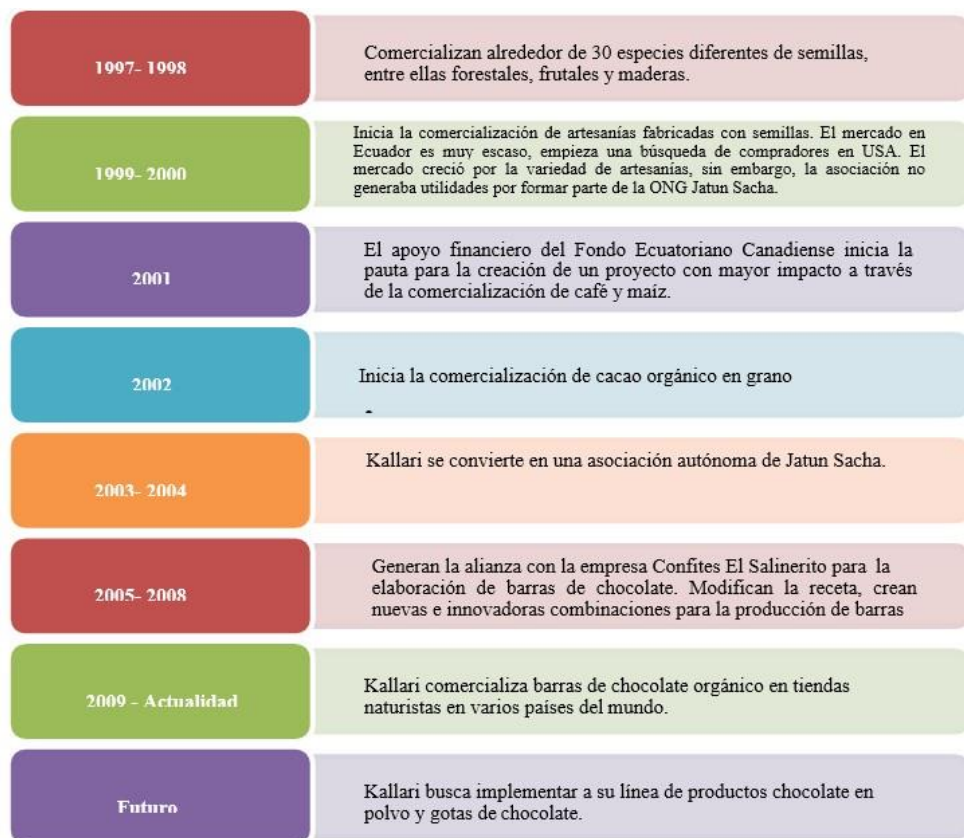 1997- 1998
Comercializan alrededor de 30 especies diferentes de semillas,
entre ellas forestales, frutales y maderas.
1999- 2000
Inicia la comercialización de artesanías fabricadas con semillas. El mercado en
Ecuador es muy escaso, empieza una búsqueda de compradores en USA. El
mercado creció por la variedad de artesanías, sin embargo, la asociación no
generaba utilidades por formar parte de la ONG Jatun Sacha.
2001
El apoyo financiero del Fondo Ecuatoriano Canadiense inicia la
pauta para la creación de un proyecto con mayor impacto a través
de la comercialización de café y maíz.
2002
Inicia la comercialización de cacao orgánico en grano
2003- 2004
Kallari se convierte en una asociación autónoma de Jatun Sacha.
2005- 2008
Generan la alianza con la empresa Confites El Salinerito para la
elaboración de barras de chocolate. Modifican la receta, crean
nuevas e innovadoras combinaciones para la producción de barras
2009 - Actualidad
Kallari comercializa barras de chocolate orgánico en tiendas
naturistas en varios países del mundo.
Futuro
Kallari busca implementar a su línea de productos chocolate en
polvo y gotas de chocolate.